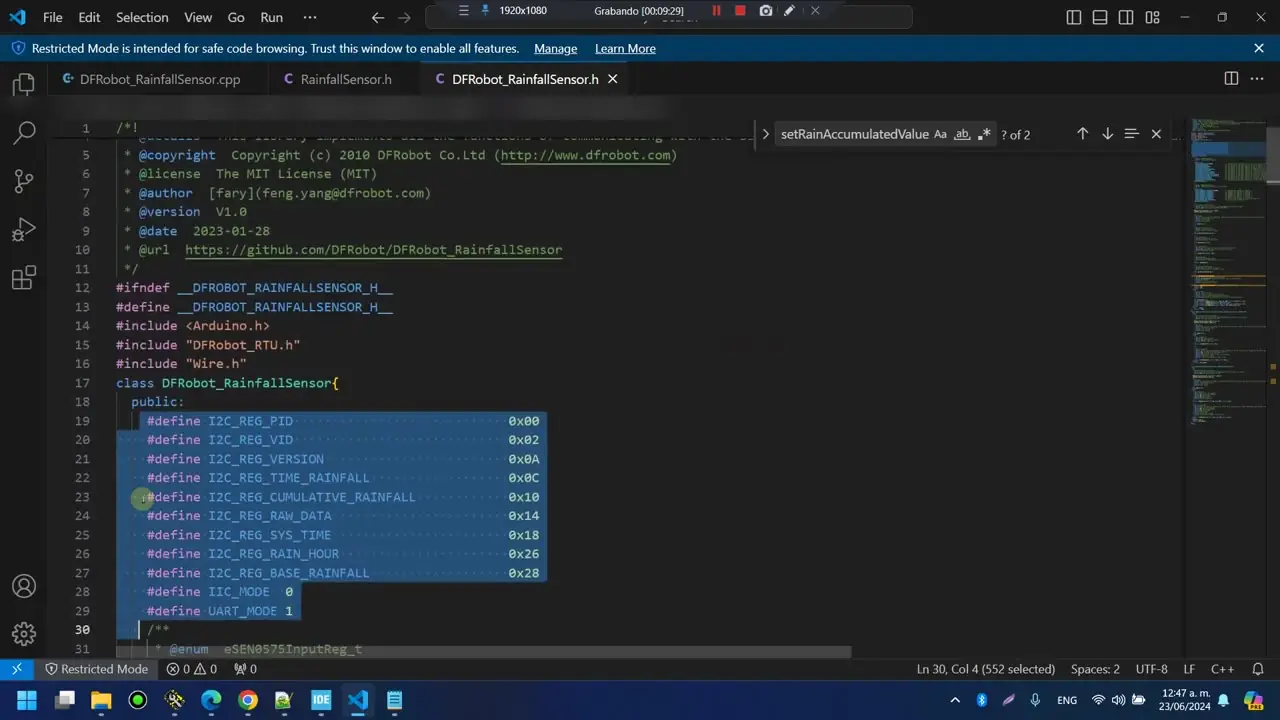 File Edit Selection View Go Run ···
1920x1080
Grabando [00:09:29]
Restricted Mode is intended for safe code browsing. Trust this window to enable all features. Manage Learn More
DFRobot_RainfallSensor.cpp
RainfallSensor.h
DFRobot_RainfallSensor.h
setRainAccumulatedValue Aa ab .* ? of 2
1 /*!
5 * @copyright Copyright (c) 2010 DFRobot Co.Ltd (http://www.dfrobot.com)
6 * @license The MIT License (MIT)
7 * @author [fary](feng.yang@dfrobot.com)
8 * @version V1.0
9 * @date 2023-01-28
10 * @url https://github.com/DFRobot/DFRobot_RainfallSensor
11 */
12 #ifndef __DFROBOT_RAINFALLSENSOR_H__
13 #define __DFROBOT_RAINFALLSENSOR_H__
14 #include <Arduino.h>
15 #include "DFRobot_RTU.h"
16 #include "Wire.h"
17 class DFRobot_RainfallSensor{
18 public:
19 #define I2C_REG_PID 0x00
20 #define I2C_REG_VID 0x02
21 #define I2C_REG_VERSION 0x0A
22 #define I2C_REG_TIME_RAINFALL 0x0C
23 #define I2C_REG_CUMULATIVE_RAINFALL 0x10
24 #define I2C_REG_RAW_DATA 0x14
25 #define I2C_REG_SYS_TIME 0x18
26 #define I2C_REG_RAIN_HOUR 0x26
27 #define I2C_REG_BASE_RAINFALL 0x28
28 #define IIC_MODE 0
29 #define UART_MODE 1
30 /**
31 * @enum eSEN0575InputReg_t
Restricted Mode 0 0 0
Ln 30, Col 4 (552 selected) Spaces: 2 UTF-8 LF C++
IDE
ENG
12:47 a. m.
23/06/2024